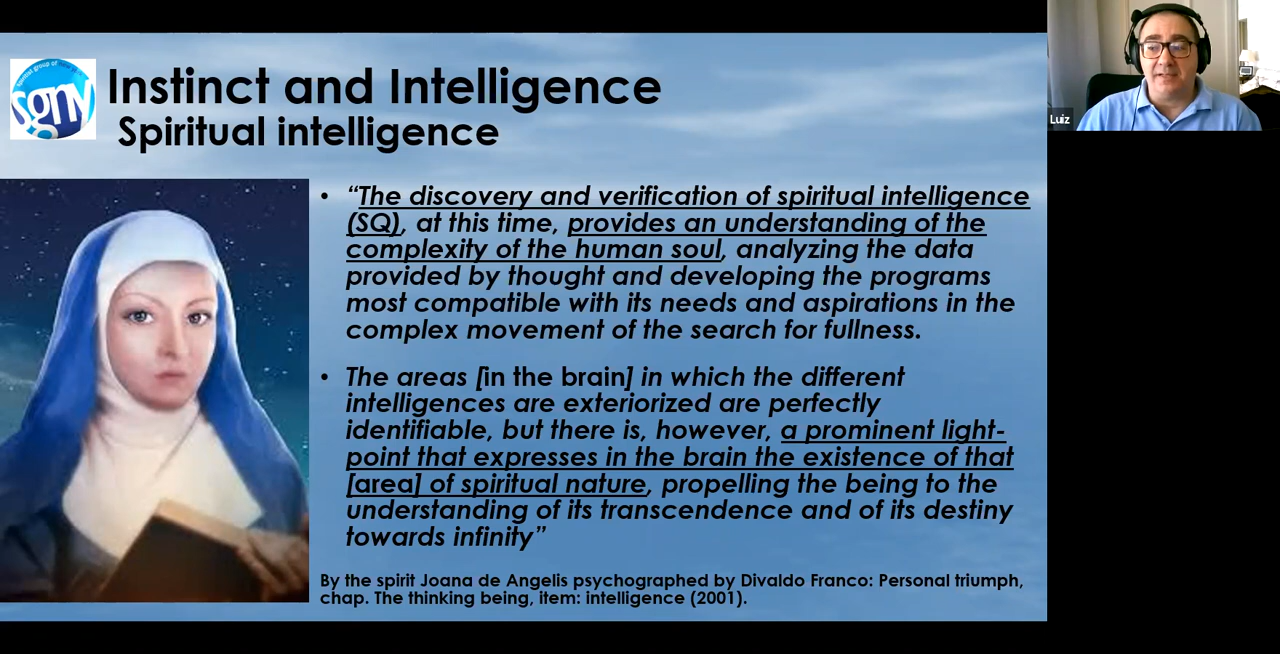 sgny
Instinct and Intelligence
Spiritual intelligence
• “The discovery and verification of spiritual intelligence
(SQ), at this time, provides an understanding of the
complexity of the human soul, analyzing the data
provided by thought and developing the programs
most compatible with its needs and aspirations in the
complex movement of the search for fullness.
• The areas [in the brain] in which the different
intelligences are exteriorized are perfectly
identifiable, but there is, however, a prominent light-
point that expresses in the brain the existence of that
[area] of spiritual nature, propelling the being to the
understanding of its transcendence and of its destiny
towards infinity”
By the spirit Joana de Angelis psychographed by Divaldo Franco: Personal triumph,
chap. The thinking being, item: intelligence (2001).
Luiz